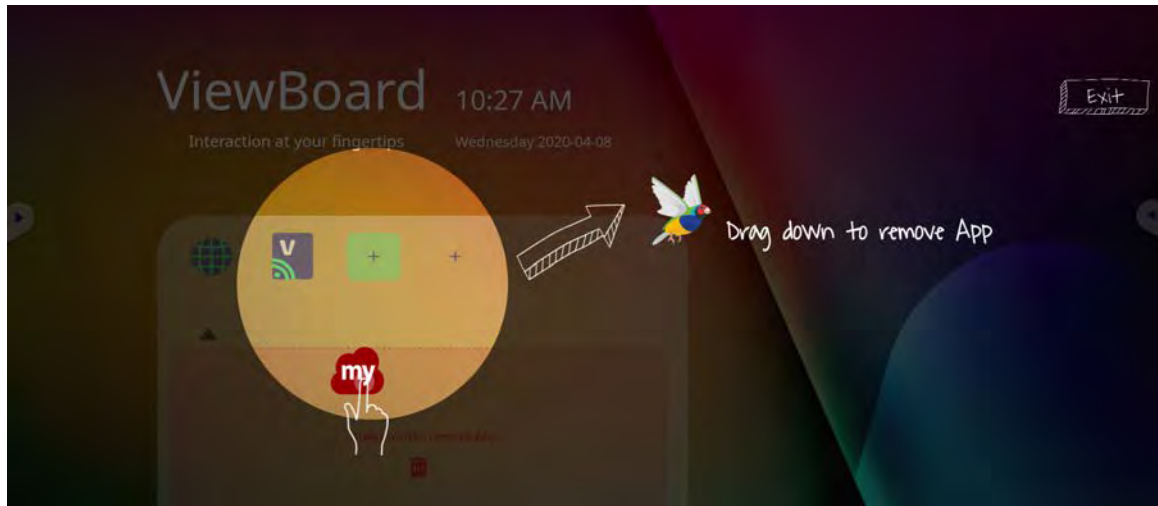 ViewBoard
10:27 AM
Exit
Interaction at your fingertips
Wednesday 2020-04-08
Drag down to remove App
V
+
+
my